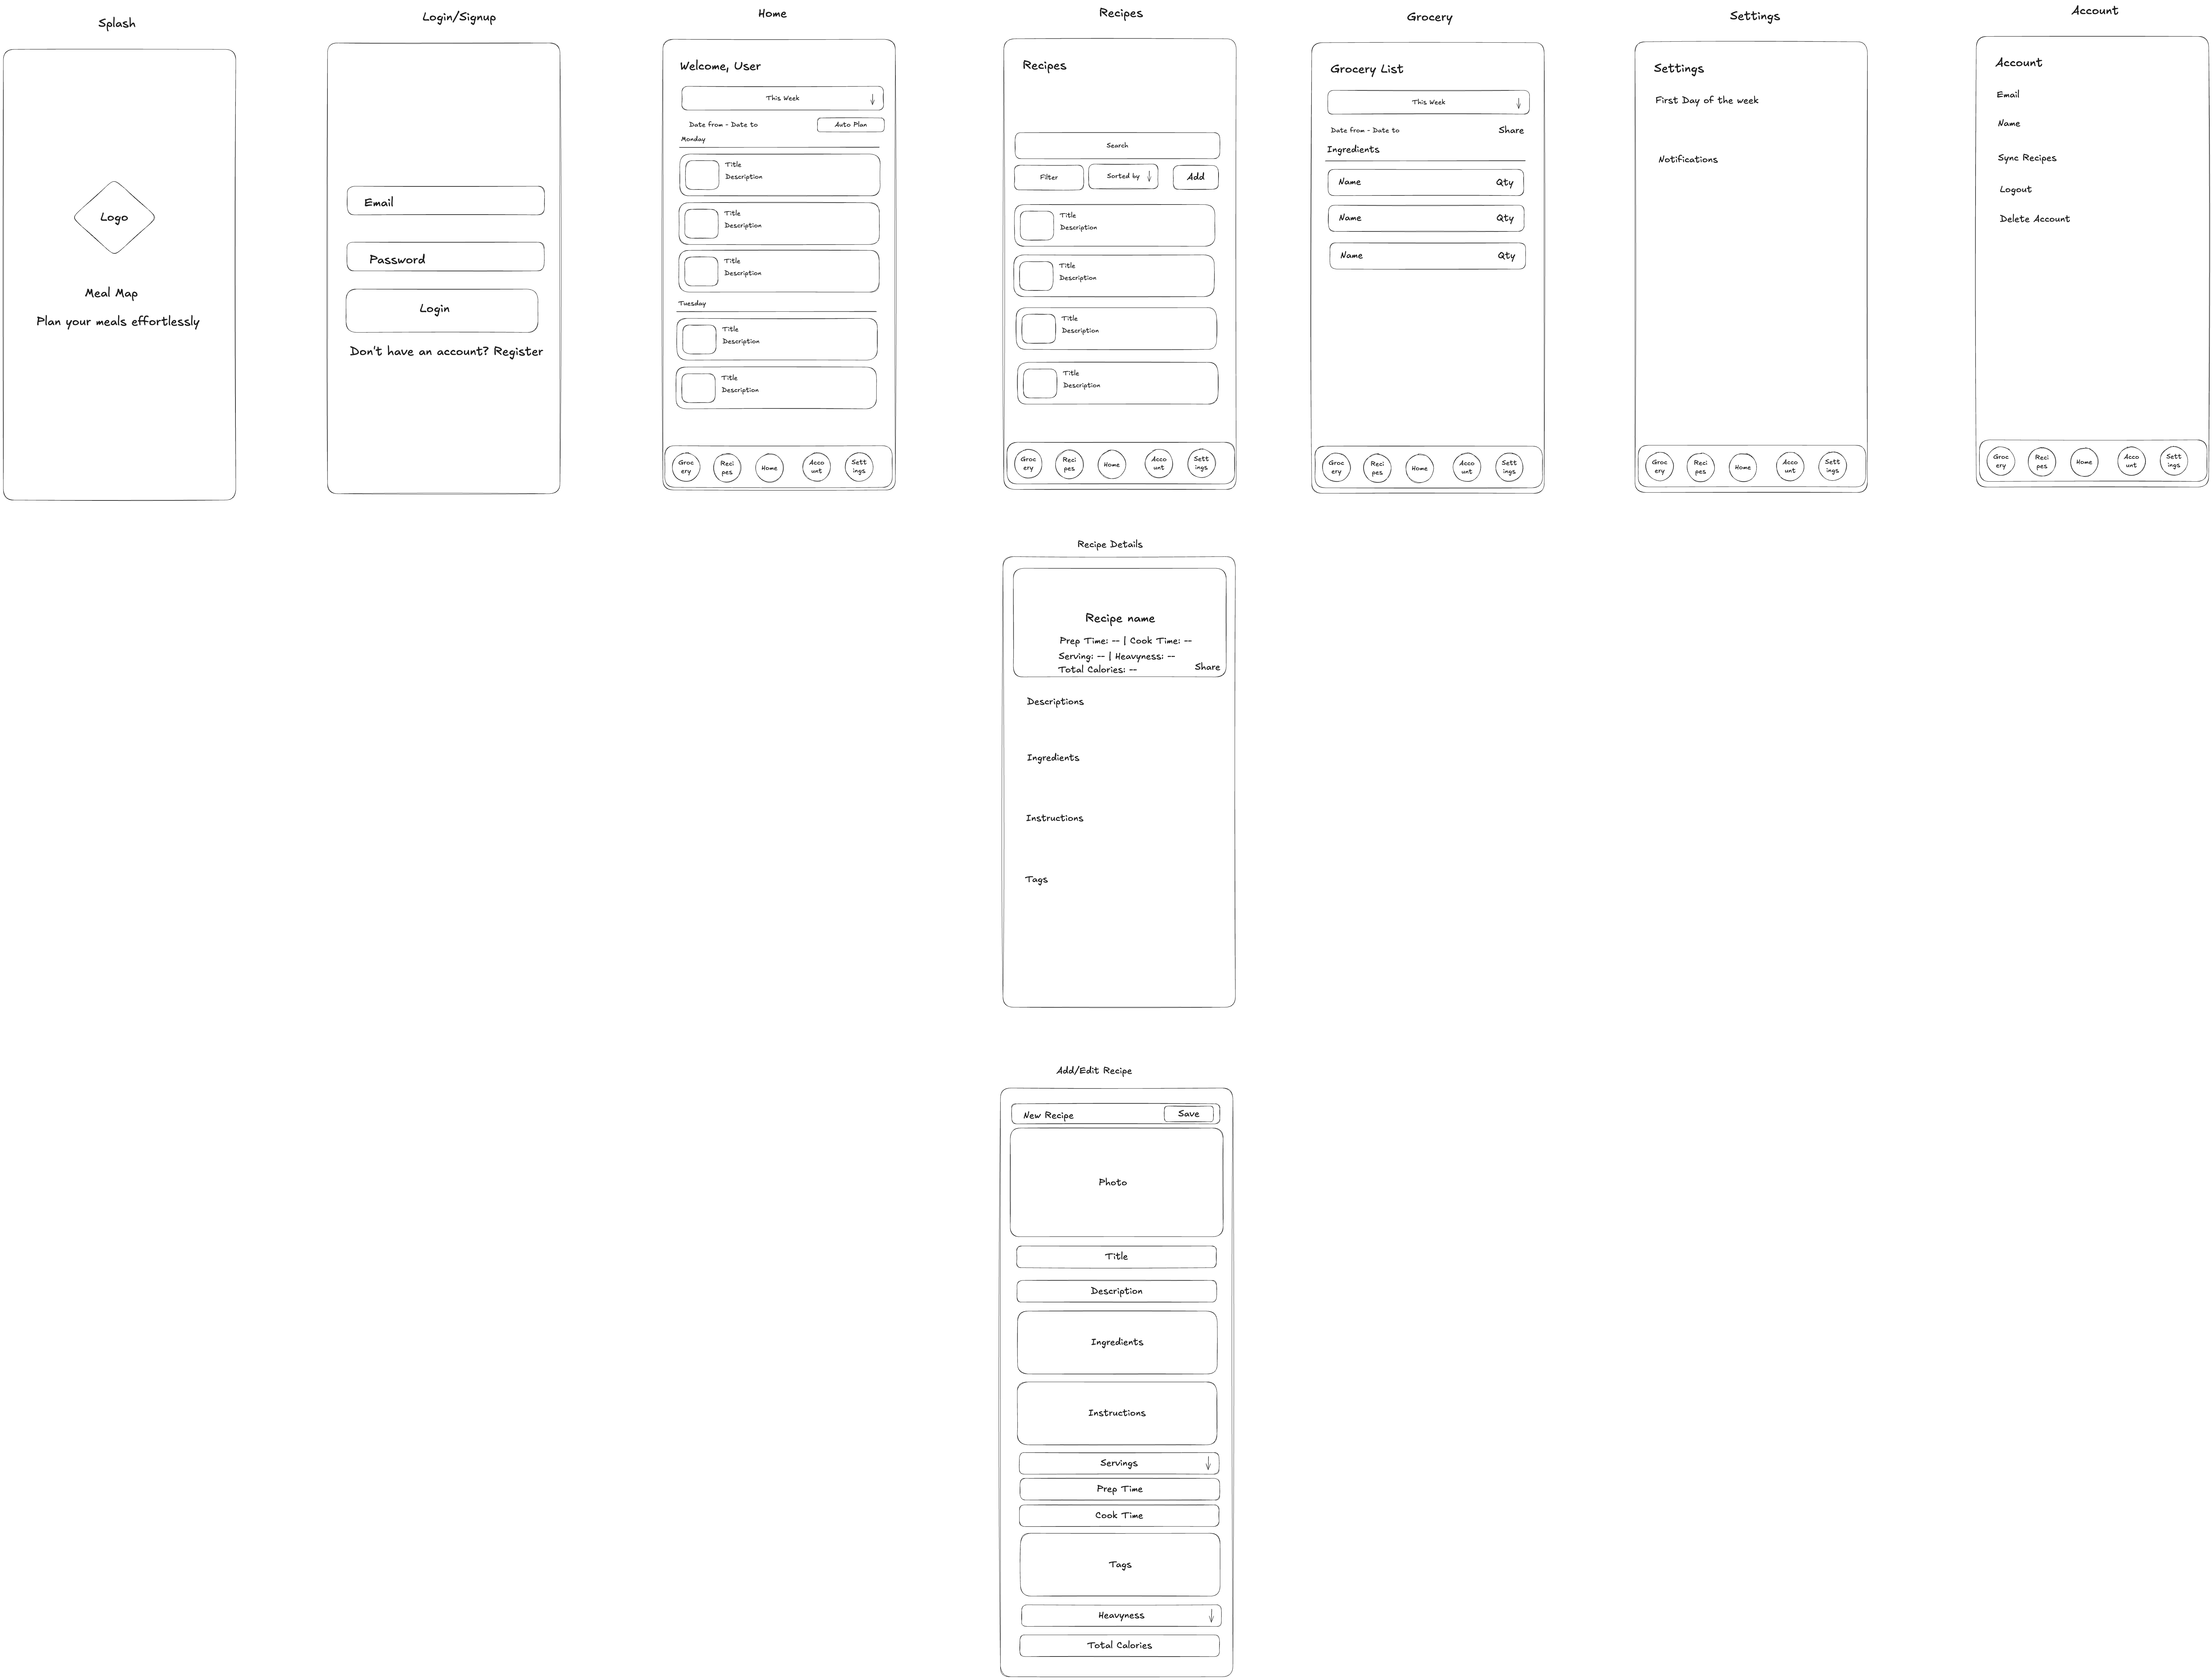 Splash
Logo
Meal Map
Plan your meals effortlessly
Login/Signup
Email
Password
Login
Don't have an account? Register
Home
Welcome, User
This Week
Date from - Date to
Auto Plan
Monday
Title
Description
Title
Description
Title
Description
Tuesday
Title
Description
Title
Description
Groc
ery
Reci
pes
Home
Acco
unt
Sett
ings
Recipes
Recipes
Search
Filter
Sorted by
Add
Title
Description
Title
Description
Title
Description
Title
Description
Groc
ery
Reci
pes
Home
Acco
unt
Sett
ings
Grocery
Grocery List
This Week
Date from - Date to
Share
Ingredients
Name
Qty
Name
Qty
Name
Qty
Groc
ery
Reci
pes
Home
Acco
unt
Sett
ings
Settings
Settings
First Day of the week
Notifications
Groc
ery
Reci
pes
Home
Acco
unt
Sett
ings
Account
Account
Email
Name
Sync Recipes
Logout
Delete Account
Groc
ery
Reci
pes
Home
Acco
unt
Sett
ings
Recipe Details
Recipe name
Prep Time: -- | Cook Time: --
Serving: -- | Heavyness: --
Total Calories: --
Share
Descriptions
Ingredients
Instructions
Tags
Add/Edit Recipe
New Recipe
Save
Photo
Title
Description
Ingredients
Instructions
Servings
Prep Time
Cook Time
Tags
Heavyness
Total Calories